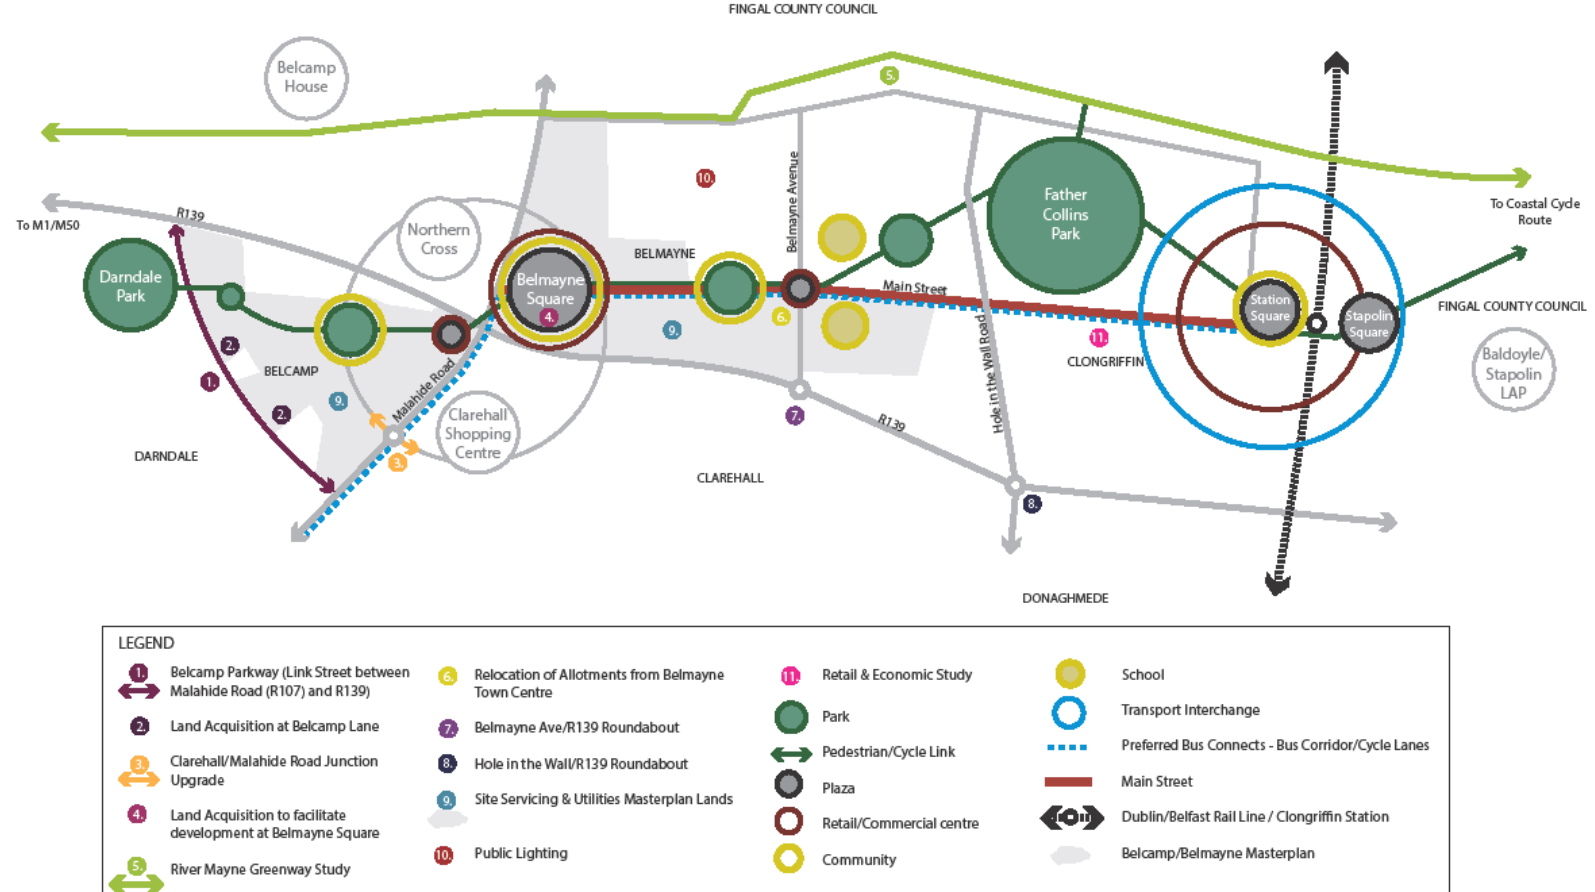 FINGAL COUNTY COUNCIL
Belcamp
House
5.
Belmayne Avenue
10.
Father
Collins
Park
To Coastal Cycle
Route
R139
To M1/M50
Northern
Cross
BELMAYNE
Darndale
Park
Belmayne
Square
4.
Main Street
Station
Square
Stapolin
Square
FINGAL COUNTY COUNCIL
6.
9.
11.
CLONGRIFFIN
Hole in the Wall Road
Baldoyle/
Stapolin
LAP
2.
1.
BELCAMP
9.
2.
Malahide Road
Clarehall
Shopping
Centre
7.
R139
3.
DARNDALE
CLAREHALL
8.
DONAGHMEDE
LEGEND
1.
Belcamp Parkway (Link Street between
Malahide Road (R107) and R139)
2.
Land Acquisition at Belcamp Lane
3.
Clarehall/Malahide Road Junction
Upgrade
4.
Land Acquisition to facilitate
development at Belmayne Square
5.
River Mayne Greenway Study
6.
Relocation of Allotments from Belmayne
Town Centre
7.
Belmayne Ave/R139 Roundabout
8.
Hole in the Wall/R139 Roundabout
9.
Site Servicing & Utilities Masterplan Lands
10.
Public Lighting
11.
Retail & Economic Study
Park
Pedestrian/Cycle Link
Plaza
Retail/Commercial centre
Community
School
Transport Interchange
Preferred Bus Connects - Bus Corridor/Cycle Lanes
Main Street
Dublin/Belfast Rail Line / Clongriffin Station
Belcamp/Belmayne Masterplan